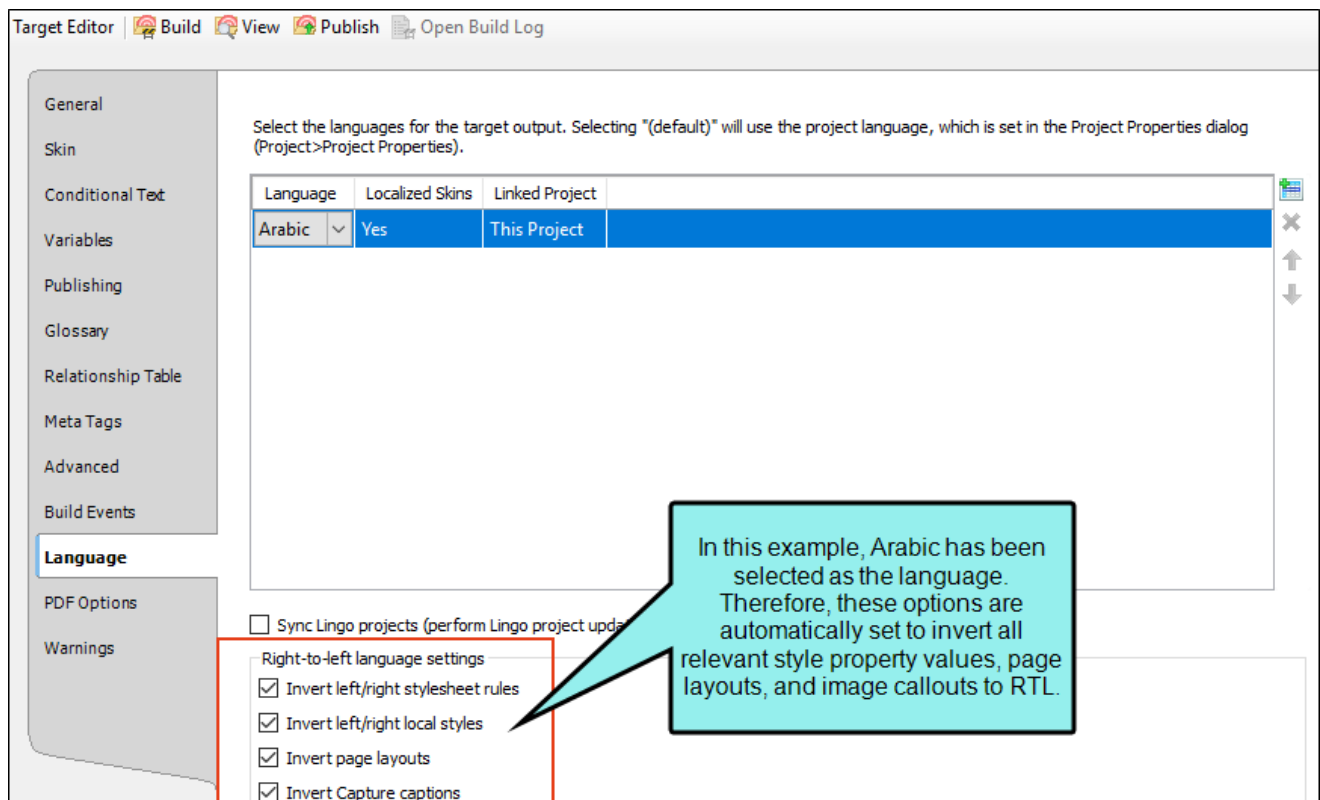 Target Editor Build View Publish Open Build Log
General
Skin
Conditional Text
Variables
Publishing
Glossary
Relationship Table
Meta Tags
Advanced
Build Events
Language
PDF Options
Warnings
Select the languages for the target output. Selecting "(default)" will use the project language, which is set in the Project Properties dialog
(Project>Project Properties).
Language Localized Skins Linked Project
Arabic Yes This Project
In this example, Arabic has been
selected as the language.
Therefore, these options are
automatically set to invert all
relevant style property values, page
layouts, and image callouts to RTL.
Sync Lingo projects (perform Lingo project
Right-to-left language settings
Invert left/right stylesheet rules
Invert left/right local styles
Invert page layouts
Invert Capture captions